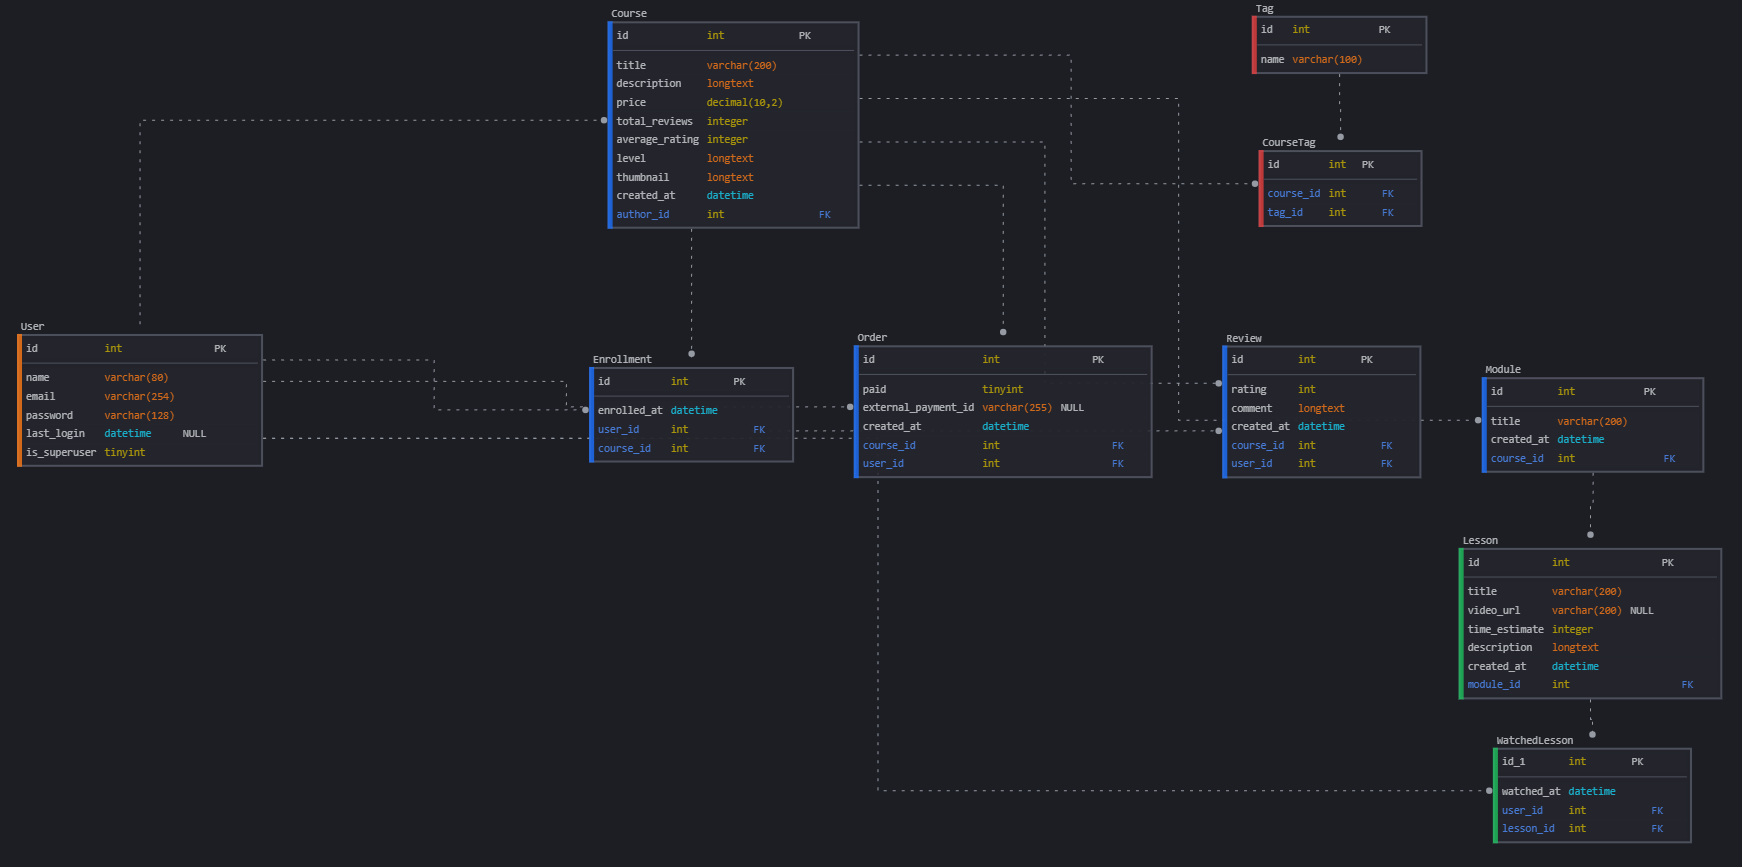 Course
id int PK
title varchar(200)
description longtext
price decimal(10,2)
total_reviews integer
average_rating integer
level longtext
thumbnail longtext
created_at datetime
author_id int FK
Tag
id int PK
name varchar(100)
CourseTag
id int PK
course_id int FK
tag_id int FK
User
id int PK
name varchar(80)
email varchar(254)
password varchar(128)
last_login datetime NULL
is_superuser tinyint
Enrollment
id int PK
enrolled_at datetime
user_id int FK
course_id int FK
Order
id int PK
paid tinyint
external_payment_id varchar(255) NULL
created_at datetime
course_id int FK
user_id int FK
Review
id int PK
rating int
comment longtext
created_at datetime
course_id int FK
user_id int FK
Module
id int PK
title varchar(200)
created_at datetime
course_id int FK
Lesson
id int PK
title varchar(200)
video_url varchar(200) NULL
time_estimate integer
description longtext
created_at datetime
module_id int FK
WatchedLesson
id_1 int PK
watched_at datetime
user_id int FK
lesson_id int FK